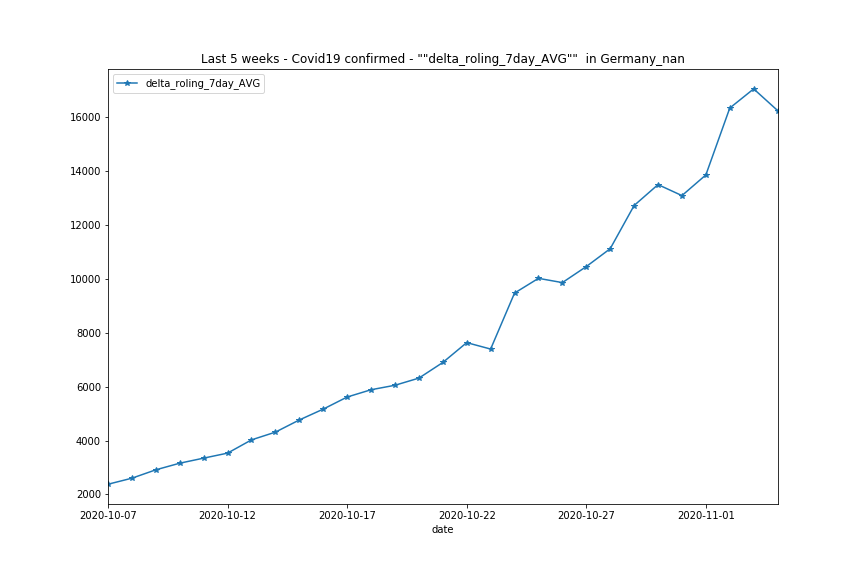 Last 5 weeks - Covid19 confirmed - ""delta_roling_7day_AVG""  in Germany_nan
delta_roling_7day_AVG
16000
14000
12000
10000
8000
6000
4000
2000
2020-10-07 2020-10-12 2020-10-17 2020-10-22 2020-10-27 2020-11-01
date